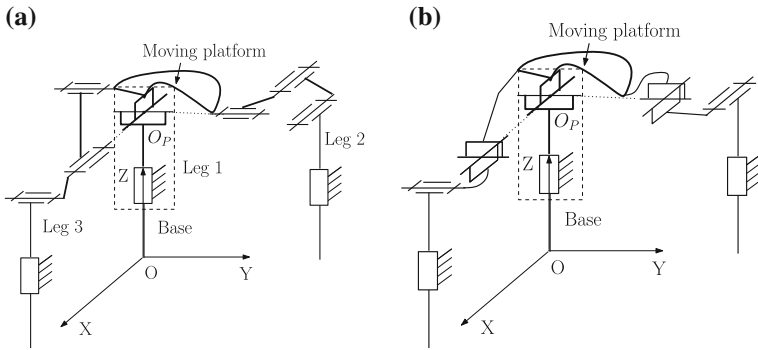 (a)
Moving platform
O_P
Leg 2
Z
Leg 1
Leg 3
Base
O
Y
X
(b)
Moving platform
O_P
Z
Base
O
Y
X